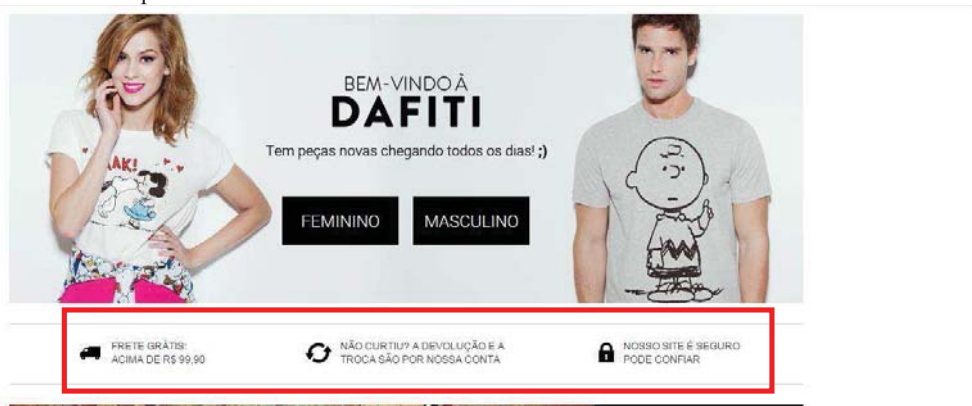 BEM-VINDO À
DAFITI
Tem peças novas chegando todos os dias! ;)
FEMININO MASCULINO
FRETE GRÁTIS:
ACIMA DE R$ 99,90
NÃO CURTIU? A DEVOLUÇÃO E A
TROCA SÃO POR NOSSA CONTA
NOSSO SITE É SEGURO
PODE CONFIAR